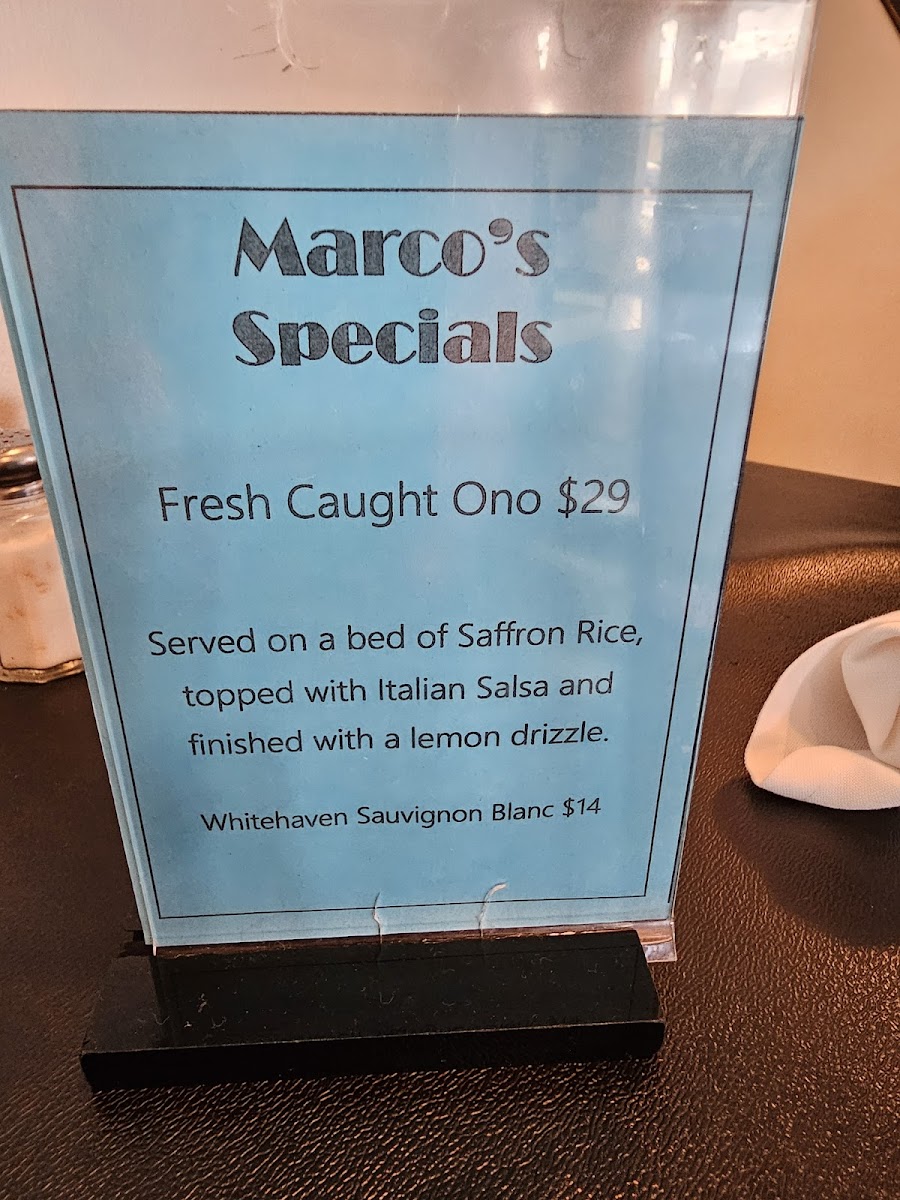 Marco's
Specials
Fresh Caught Ono $29
Served on a bed of Saffron Rice,
topped with Italian Salsa and
finished with a lemon drizzle.
Whitehaven Sauvignon Blanc $14